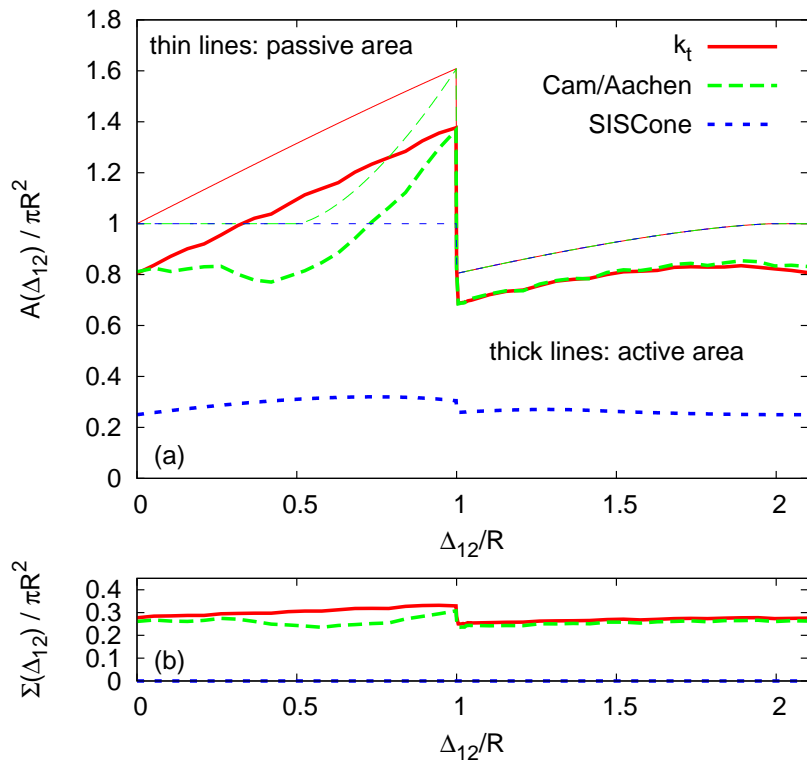 1.8
1.6
1.4
1.2
1
0.8
0.6
0.4
0.2
0
A(Δ12) / πR2
thin lines: passive area
kt
Cam/Aachen
SISCone
thick lines: active area
(a)
0
0.5
1
1.5
2
Δ12/R
0.4
0.3
0.2
0.1
0
Σ(Δ12) / πR2
(b)
0
0.5
1
1.5
2
Δ12/R